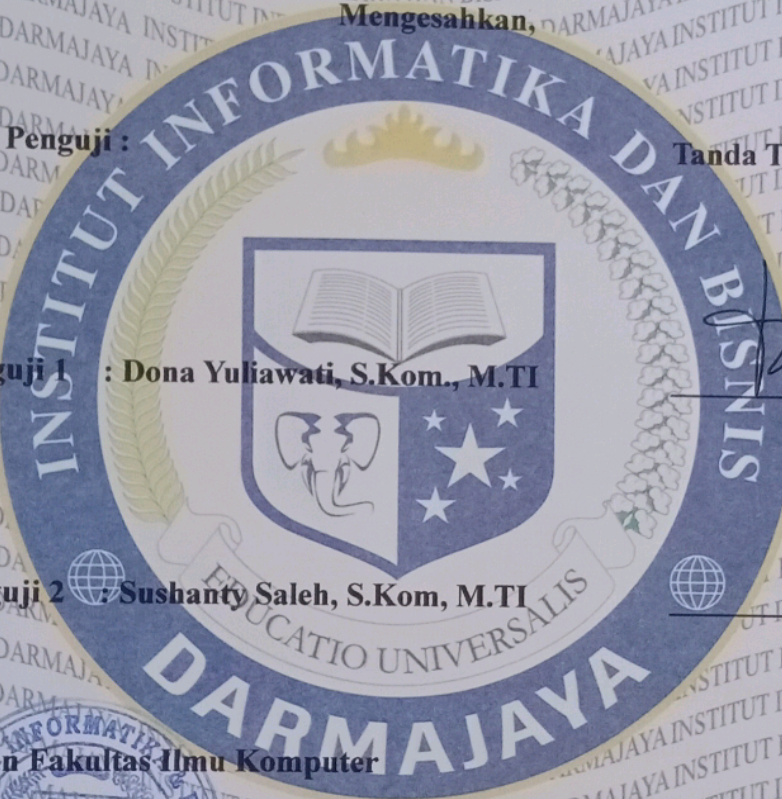 Mengesahkan,
Penguji :
Tanda T
INSTITUT INFORMATIKA DAN BISNIS
guji 1 : Dona Yuliawati, S.Kom., M.TI
uji 2 : Sushanty Saleh, S.Kom, M.TI
EDUCATIO UNIVERSALIS
DARMAJAYA
INFORMATIK
n Fakultas Ilmu Komputer